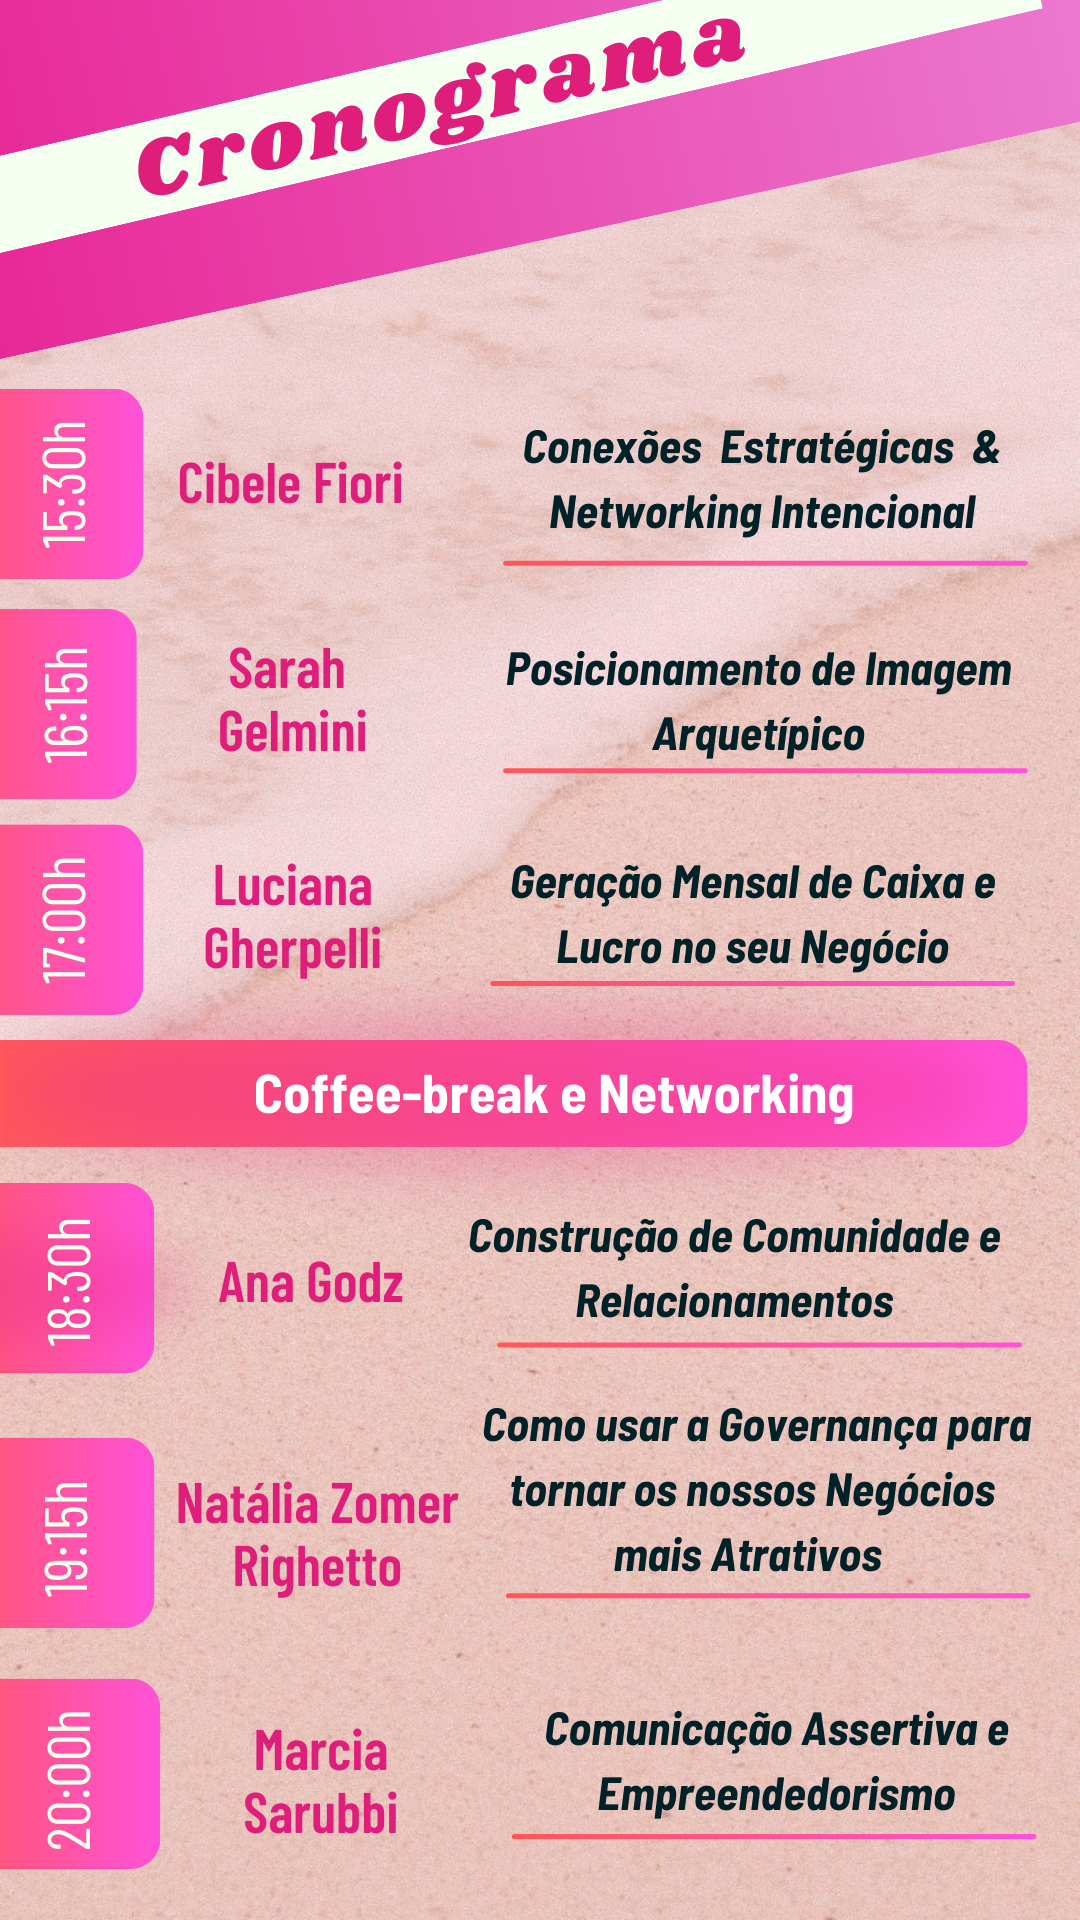 Cronograma
15:30h
Cibele Fiori
Conexões Estratégicas &
Networking Intencional
16:15h
Sarah
Gelmini
Posicionamento de Imagem
Arquetípico
17:00h
Luciana
Gherpelli
Geração Mensal de Caixa e
Lucro no seu Negócio
Coffee-break e Networking
18:30h
Ana Godz
Construção de Comunidade e
Relacionamentos
19:15h
Natália Zomer
Righetto
Como usar a Governança para
tornar os nossos Negócios
mais Atrativos
20:00h
Marcia
Sarubbi
Comunicação Assertiva e
Empreendedorismo